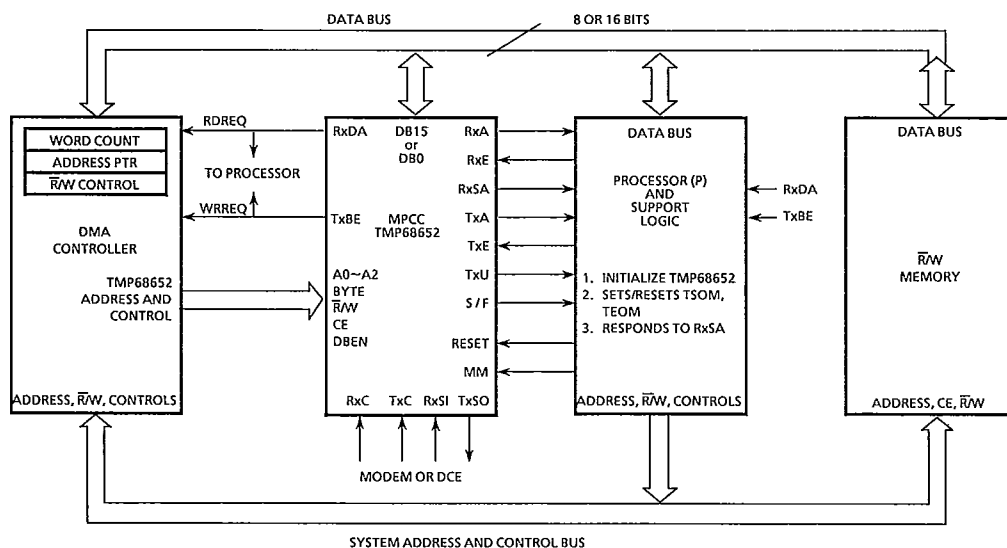 DATA BUS
8 OR 16 BITS
WORD COUNT
ADDRESS PTR
R̅/W CONTROL
DMA
CONTROLLER
TMP68652
ADDRESS AND
CONTROL
ADDRESS, R̅/W, CONTROLS
RDREQ
TO PROCESSOR
WRREQ
RxDA
DB15
or
DB0
TxBE
MPCC
TMP68652
A0~A2
BYTE
R̅/W
CE
DBEN
RxA
RxE
RxSA
TxA
TxE
TxU
S/F
RESET
MM
RxC TxC RxSI TxSO
MODEM OR DCE
DATA BUS
PROCESSOR (P)
AND
SUPPORT
LOGIC
1. INITIALIZE TMP68652
2. SETS/RESETS TSOM,
TEOM
3. RESPONDS TO RxSA
ADDRESS, R̅/W, CONTROLS
RxDA
TxBE
DATA BUS
R̅/W
MEMORY
ADDRESS, CE, R̅/W
SYSTEM ADDRESS AND CONTROL BUS